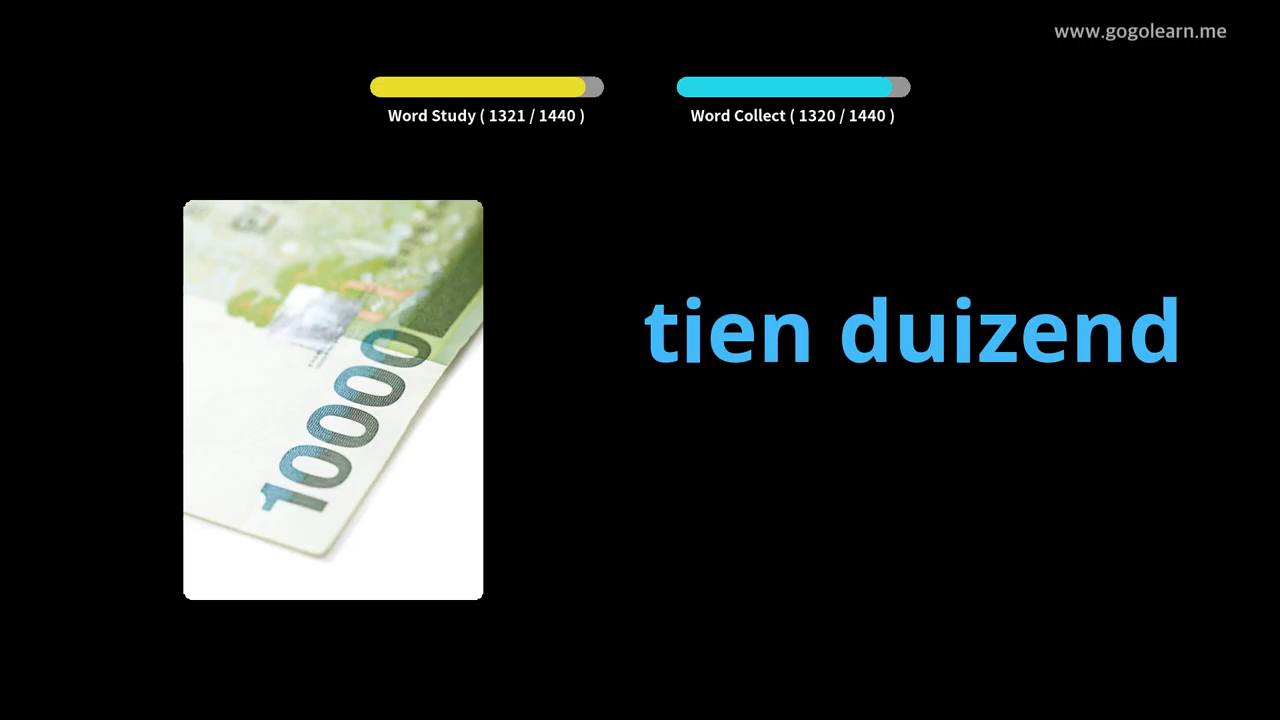 www.gogolearn.me
Word Study ( 1321 / 1440 )
Word Collect ( 1320 / 1440 )
tien duizend
10000